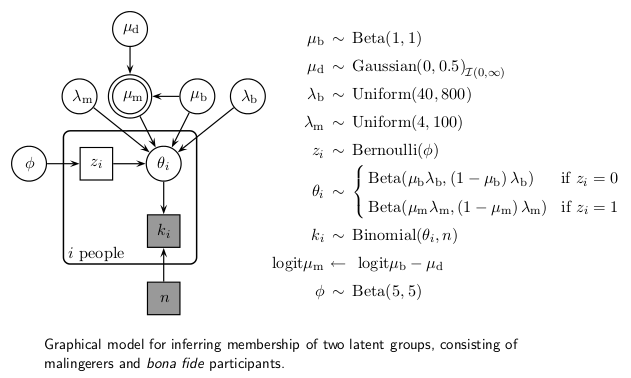 μd
λm
μm
μb
λb
ϕ
zi
θi
ki
i people
n
μb ∼ Beta(1, 1)
μd ∼ Gaussian(0, 0.5)I(0,∞)
λb ∼ Uniform(40, 800)
λm ∼ Uniform(4, 100)
zi ∼ Bernoulli(ϕ)
θi ∼ { Beta(μbλb, (1 − μb) λb) if zi = 0
Beta(μmλm, (1 − μm) λm) if zi = 1
ki ∼ Binomial(θi, n)
logitμm ← logitμb − μd
ϕ ∼ Beta(5, 5)
Graphical model for inferring membership of two latent groups, consisting of
malingerers and bona fide participants.